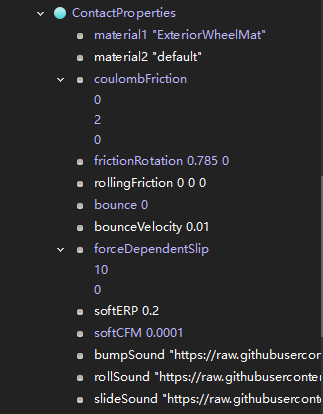 ContactProperties
material1 "ExteriorWheelMat"
material2 "default"
coulombFriction
0
2
0
frictionRotation 0.785 0
rollingFriction 0 0 0
bounce 0
bounceVelocity 0.01
forceDependentSlip
10
0
softERP 0.2
softCFM 0.0001
bumpSound "https://raw.githubuserco
rollSound "https://raw.githubuserconte
slideSound "https://raw.githubusercont